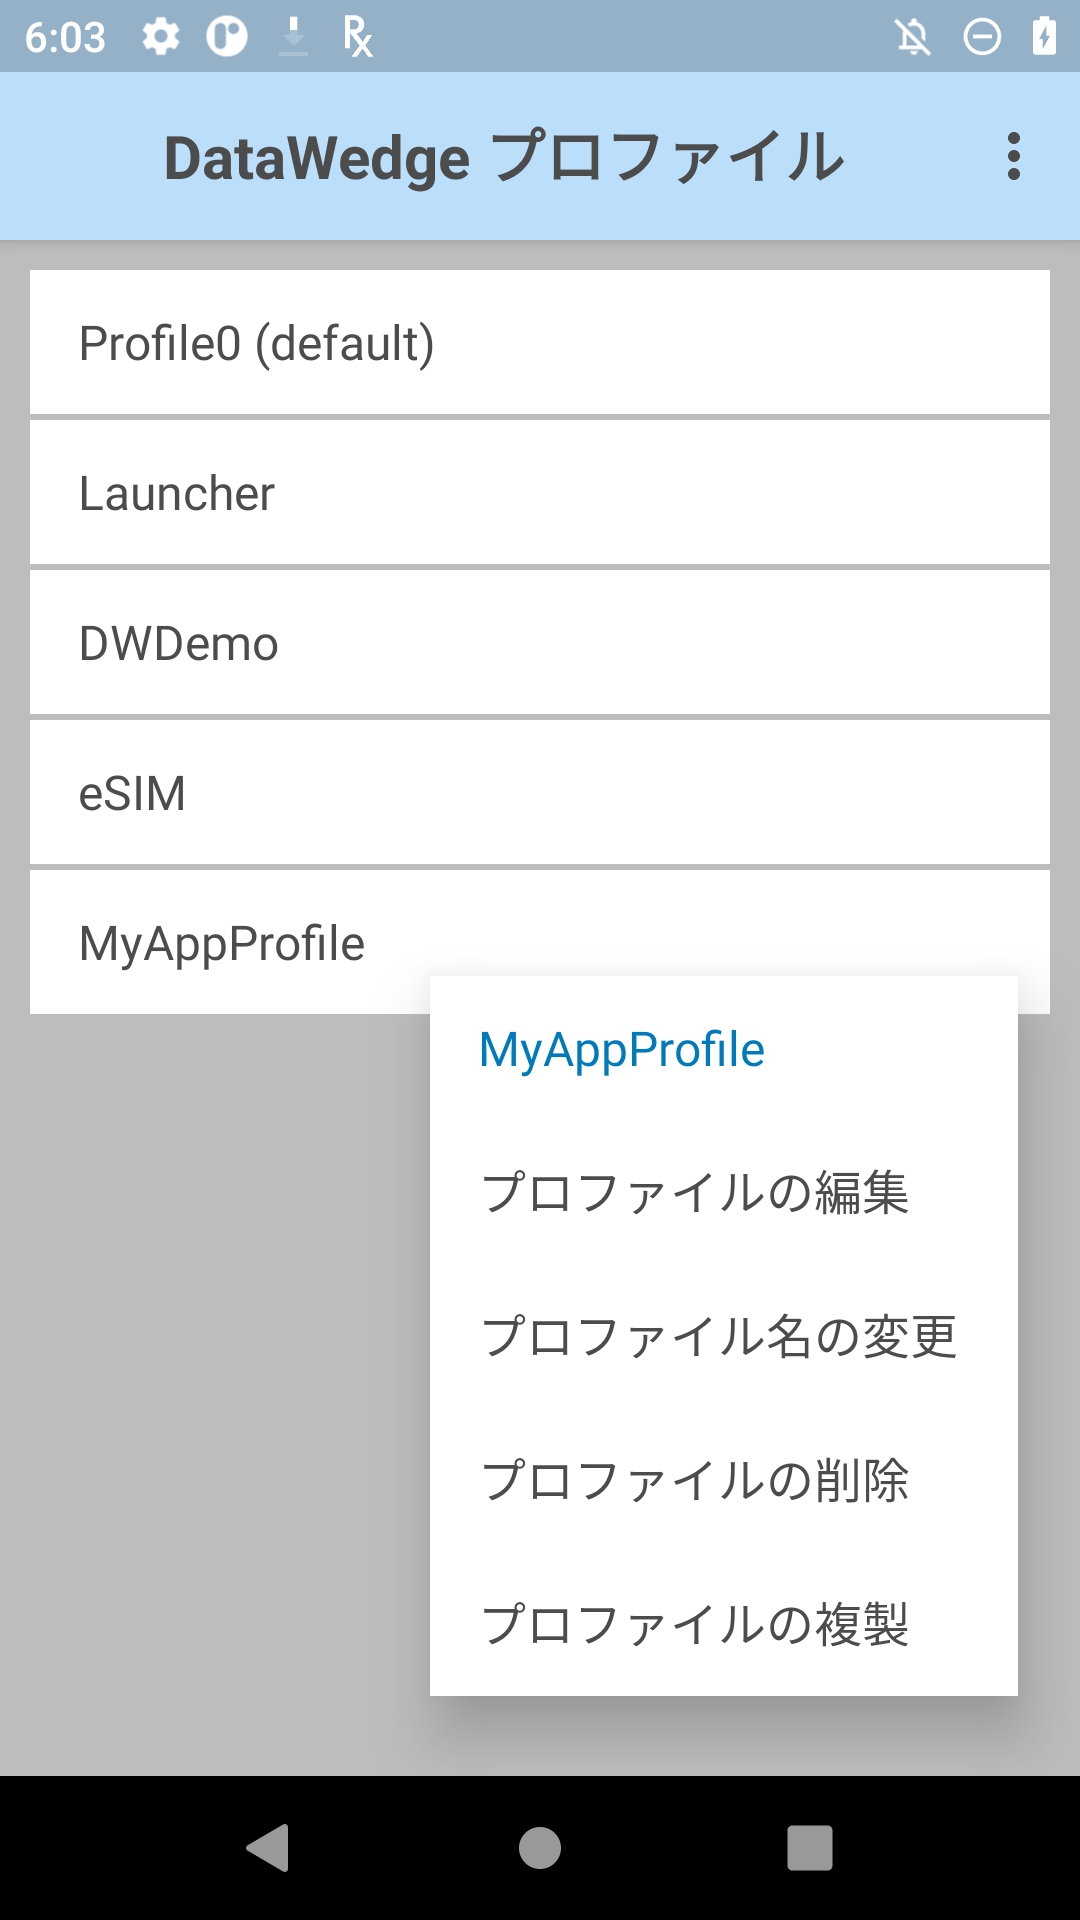 6:03
DataWedge プロファイル
Profile0 (default)
Launcher
DWDemo
eSIM
MyAppProfile
MyAppProfile
プロファイルの編集
プロファイル名の変更
プロファイルの削除
プロファイルの複製